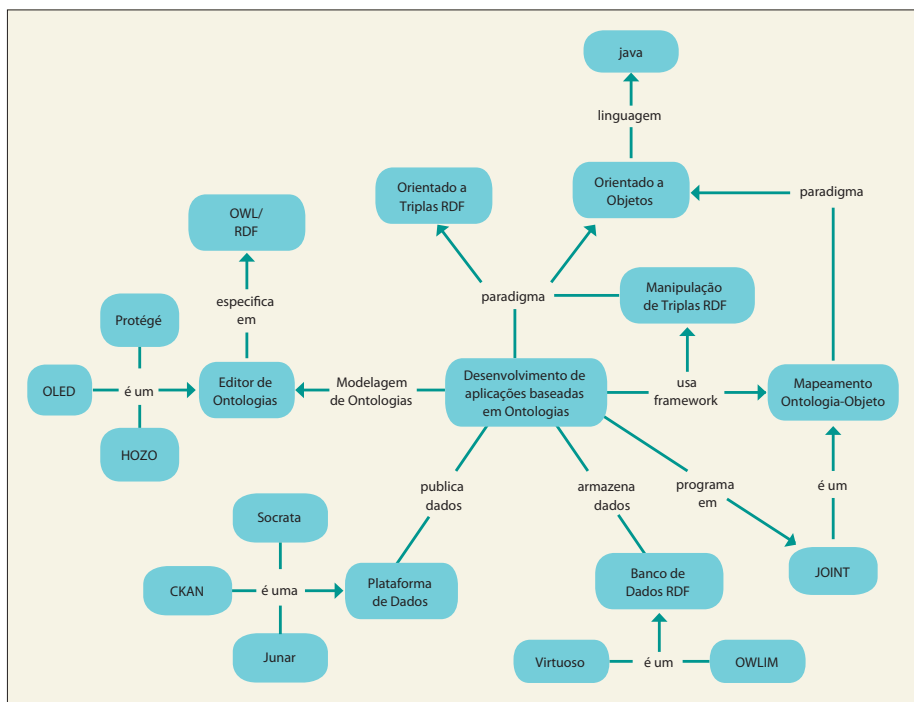 java
linguagem
Orientado a
Triplas RDF
Orientado a
Objetos
paradigma
OWL/
RDF
especifica
em
paradigma
Manipulação
de Triplas RDF
Protégé
OLED
é um
Editor de
Ontologias
Modelagem
de Ontologias
Desenvolvimento de
aplicações baseadas
em Ontologias
usa
framework
Mapeamento
Ontologia-Objeto
HOZO
publica
dados
armazena
dados
programa
em
é um
Socrata
CKAN
é uma
Plataforma
de Dados
Banco de
Dados RDF
JOINT
Junar
Virtuoso
é um
OWLIM